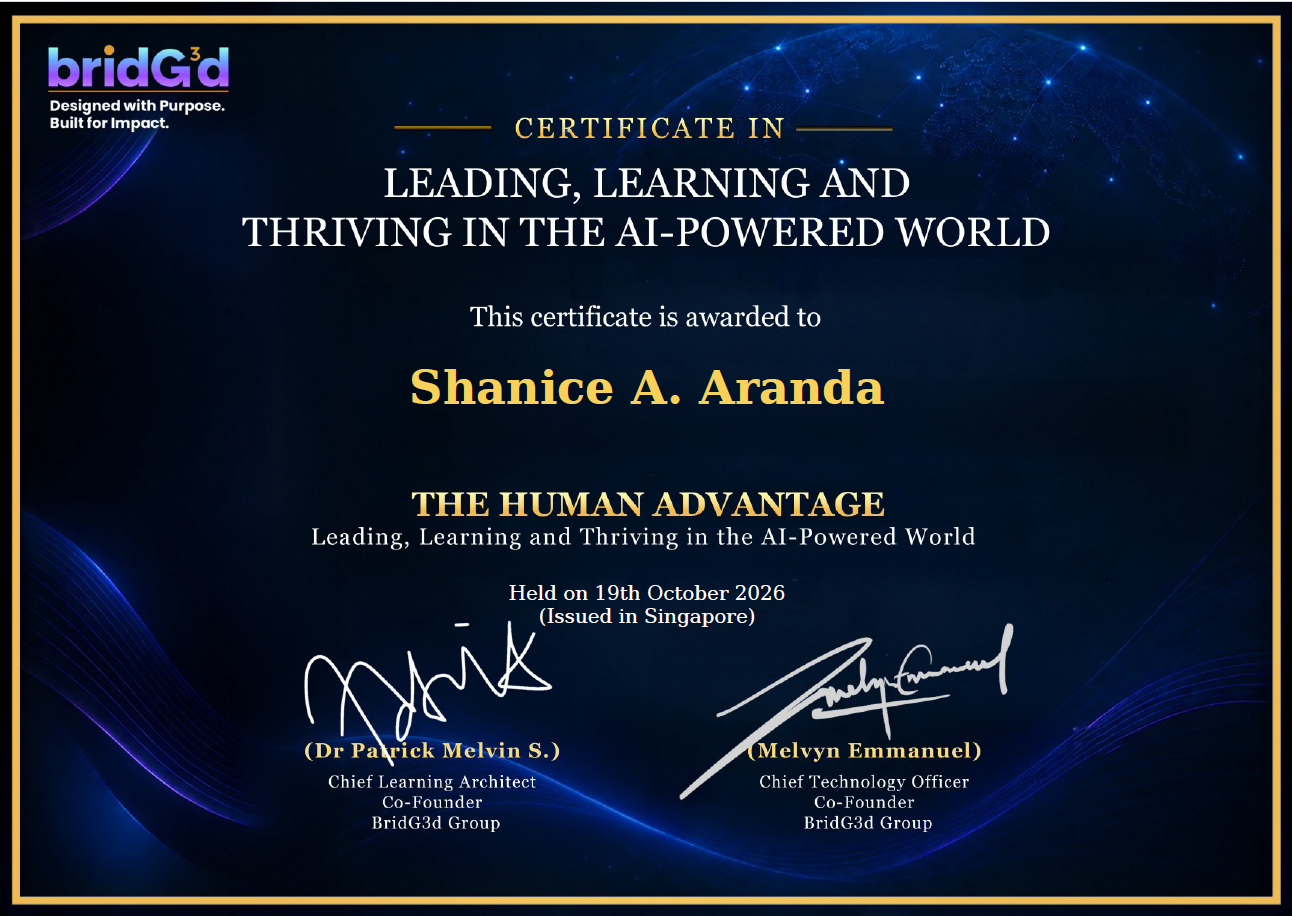 bridG³d
Designed with Purpose.
Built for Impact.
CERTIFICATE IN
LEADING, LEARNING AND
THRIVING IN THE AI-POWERED WORLD
This certificate is awarded to
Shanice A. Aranda
THE HUMAN ADVANTAGE
Leading, Learning and Thriving in the AI-Powered World
Held on 19th October 2026
(Issued in Singapore)
(Dr Patrick Melvin S.)
Chief Learning Architect
Co-Founder
BridG3d Group
Melvyn Emmanuel
(Melvyn Emmanuel)
Chief Technology Officer
Co-Founder
BridG3d Group